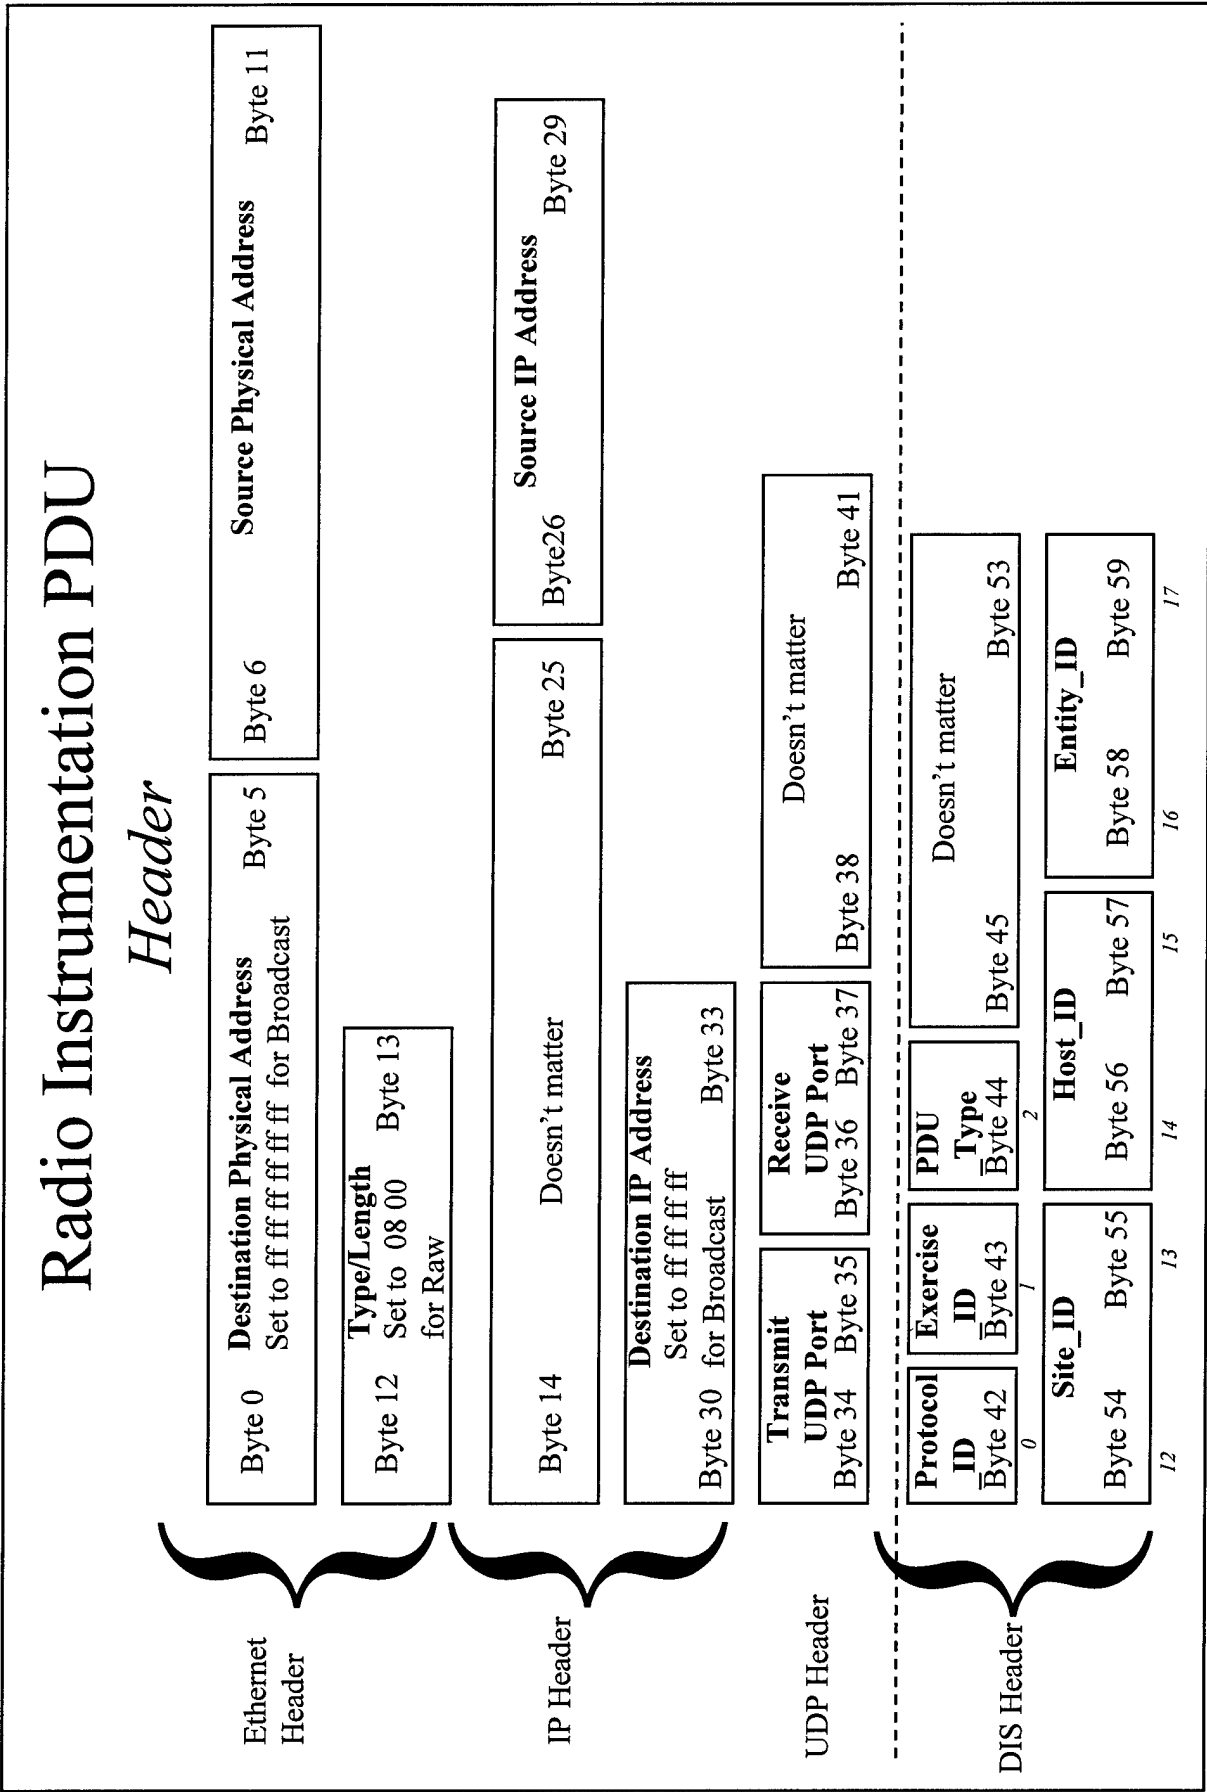 Radio Instrumentation PDU
Header
Ethernet
Header
Byte 0
Destination Physical Address
Set to ff ff ff ff ff ff for Broadcast
Byte 5
Byte 6
Source Physical Address
Byte 11
Byte 12
Type/Length
Set to 08 00
for Raw
Byte 13
IP Header
Byte 14
Doesn't matter
Byte 25
Byte26
Source IP Address
Byte 29
Destination IP Address
Set to ff ff ff ff
Byte 30 for Broadcast Byte 33
UDP Header
Transmit
UDP Port
Byte 34 Byte 35
Receive
UDP Port
Byte 36 Byte 37
Doesn't matter
Byte 38 Byte 41
DIS Header
Protocol
_ID
Byte 42
0
Exercise
_ID
Byte 43
1
PDU
_Type
Byte 44
2
Doesn't matter
Byte 45 Byte 53
Site_ID
Byte 54 Byte 55
12 13
Host_ID
Byte 56 Byte 57
14 15
Entity_ID
Byte 58 Byte 59
16 17